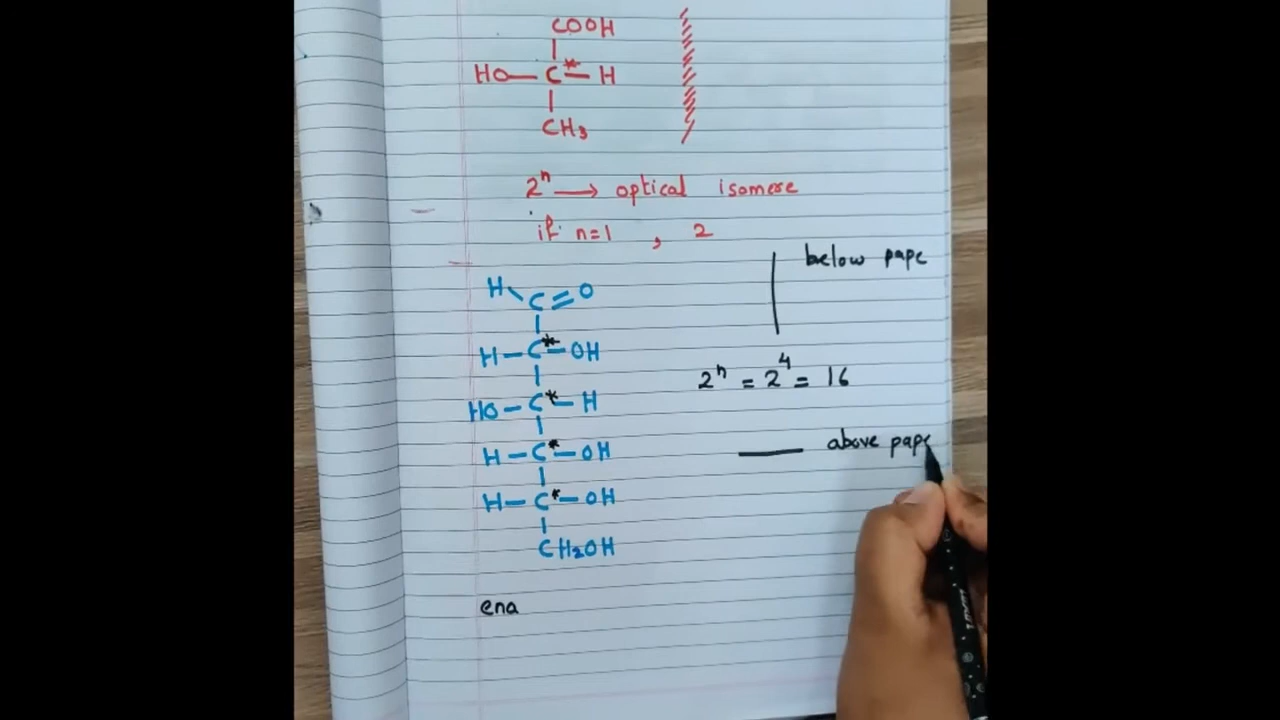 COOH
HO—C*—H
CH₃
2ⁿ → optical isomere
if n=1 , 2
below pape
H C=O
H—C*—OH
2ⁿ = 2⁴ = 16
HO—C*—H
above pape
H—C*—OH
H—C*—OH
CH₂OH
ena